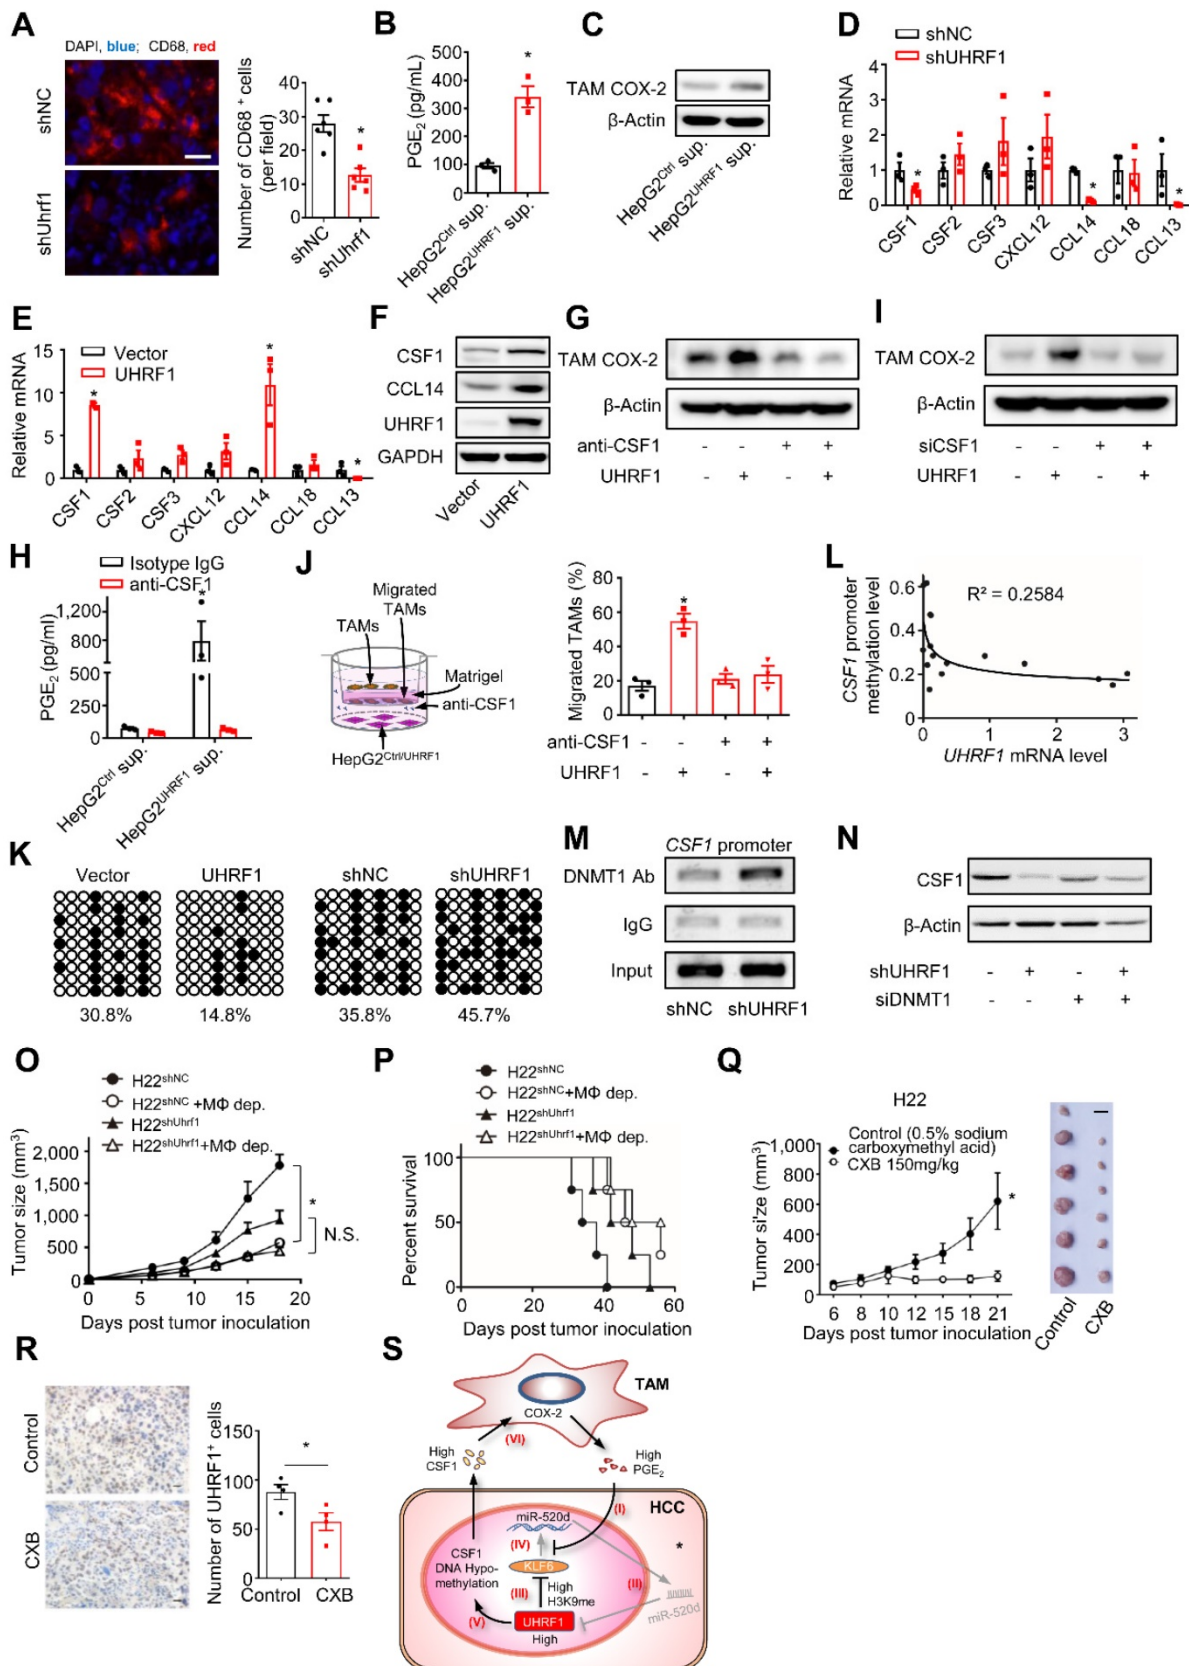 A
DAPI, blue; CD68, red
shNC
shUhrf1
Number of CD68⁺ cells
(per field)
40
30
20
10
0
shNC
shUhrf1
B
PGE₂ (pg/mL)
500
400
300
200
100
0
*
*
HepG2ᶜᵗʳˡ sup.
HepG2ᵁᴴᴿᶠ¹ sup.
C
TAM COX-2
β-Actin
HepG2ᶜᵗʳˡ sup.
HepG2ᵁᴴᴿᶠ¹ sup.
D
shNC
shUHRF1
Relative mRNA
4
2
1
0
* * *
CSF1
CSF2
CSF3
CXCL12
CCL14
CCL18
CCL13
E
Vector
UHRF1
Relative mRNA
15
10
5
0
* * *
CSF1
CSF2
CSF3
CXCL12
CCL14
CCL18
CCL13
F
CSF1
CCL14
UHRF1
GAPDH
Vector
UHRF1
G
TAM COX-2
β-Actin
anti-CSF1 - - + +
UHRF1 - + - +
I
TAM COX-2
β-Actin
siCSF1 - - + +
UHRF1 - + - +
H
Isotype IgG
anti-CSF1
PGE₂ (pg/ml)
1,200
800
500
250
0
*
HepG2ᶜᵗʳˡ sup.
HepG2ᵁᴴᴿᶠ¹ sup.
J
Migrated
TAMs
TAMs
Matrigel
anti-CSF1
HepG2ᶜᵗʳˡ/ᵁᴴᴿᶠ¹
Migrated TAMs (%)
80
60
40
20
0
*
anti-CSF1 - - + +
UHRF1 - + - +
L
R² = 0.2584
CSF1 promoter
methylation level
0.6
0.4
0.2
0
0 1 2 3
UHRF1 mRNA level
K
Vector UHRF1 shNC shUHRF1
30.8% 14.8% 35.8% 45.7%
M
CSF1 promoter
DNMT1 Ab
IgG
Input
shNC shUHRF1
N
CSF1
β-Actin
shUHRF1 - + - +
siDNMT1 - - + +
O
H22ˢʰᴺᶜ
H22ˢʰᴺᶜ +MΦ dep.
H22ˢʰᵁʰʳᶠ¹
H22ˢʰᵁʰʳᶠ¹+MΦ dep.
Tumor size (mm³)
2,000
1,500
1,000
500
0
*
N.S.
0 5 10 15 20
Days post tumor inoculation
P
H22ˢʰᴺᶜ
H22ˢʰᴺᶜ+MΦ dep.
H22ˢʰᵁʰʳᶠ¹
H22ˢʰᵁʰʳᶠ¹+MΦ dep.
Percent survival
100
50
0
0 20 40 60
Days post tumor inoculation
Q
H22
Control (0.5% sodium
carboxymethyl acid)
CXB 150mg/kg
Tumor si'ze (mm³)
1,000
800
600
400
200
0
*
6 8 10 12 15 18 21
Days post tumor inoculation
Control
CXB
R
Control
CXB
Number of UHRF1⁺ cells
150
100
50
0
*
Control CXB
S
TAM
COX-2
(VI)
High
CSF1
High
PGE₂
(I)
HCC
miR-520d
(IV)
*
CSF1
DNA Hypo-
methylation
KLF6
(II)
(III)
High
H3K9me
miR-520d
(V)
UHRF1
High